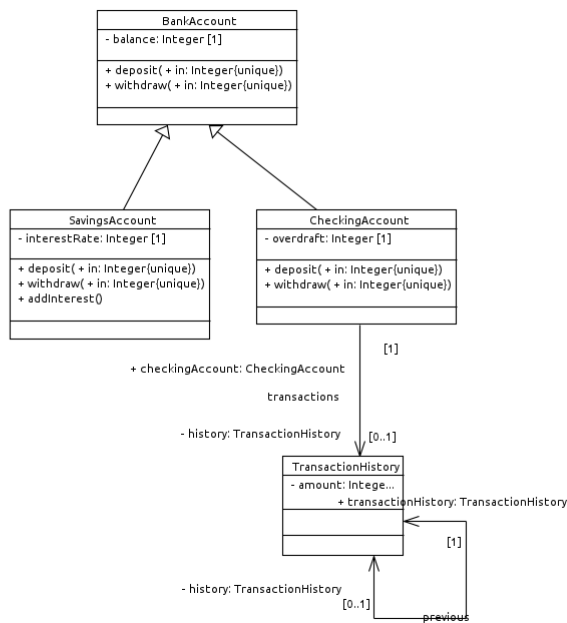 BankAccount
- balance: Integer [1]
+ deposit( + in: Integer{unique})
+ withdraw( + in: Integer{unique})
SavingsAccount
- interestRate: Integer [1]
+ deposit( + in: Integer{unique})
+ withdraw( + in: Integer{unique})
+ addInterest()
CheckingAccount
- overdraft: Integer [1]
+ deposit( + in: Integer{unique})
+ withdraw( + in: Integer{unique})
[1]
+ checkingAccount: CheckingAccount
transactions
- history: TransactionHistory
[0..1]
TransactionHistory
- amount: Intege...
+ transactionHistory: TransactionHistory
[1]
- history: TransactionHistory
[0..1]
previous